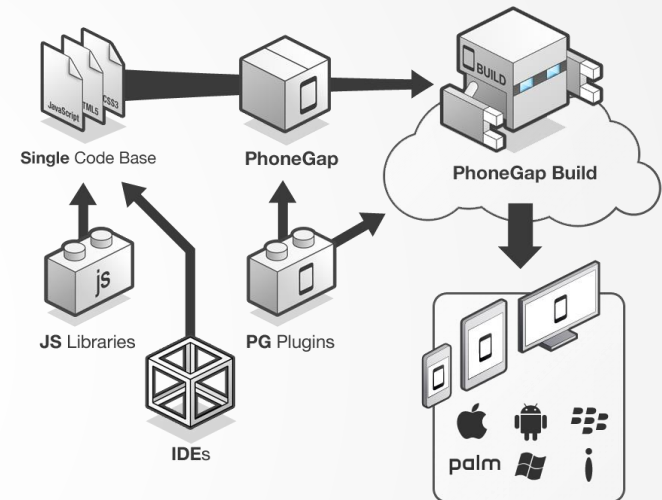 JavaScript
HTML5
CSS3
BUILD
Single Code Base
PhoneGap
PhoneGap Build
js
JS Libraries
PG Plugins
IDEs
palm